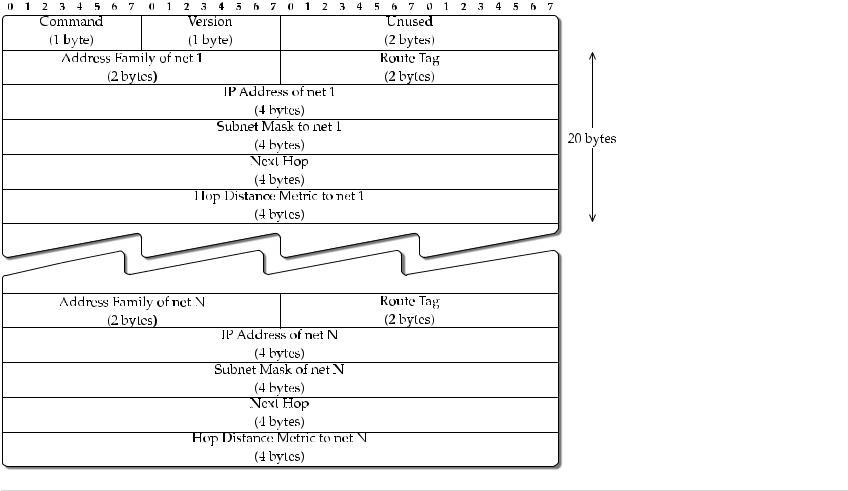 0 1 2 3 4 5 6 7 0 1 2 3 4 5 6 7 0 1 2 3 4 5 6 7 0 1 2 3 4 5 6 7
Command Version Unused
(1 byte) (1 byte) (2 bytes)
Address Family of net 1 Route Tag
(2 bytes) (2 bytes)
IP Address of net 1
(4 bytes)
Subnet Mask to net 1
(4 bytes)
Next Hop
(4 bytes)
Hop Distance Metric to net 1
(4 bytes)
20 bytes
Address Family of net N Route Tag
(2 bytes) (2 bytes)
IP Address of net N
(4 bytes)
Subnet Mask of net N
(4 bytes)
Next Hop
(4 bytes)
Hop Distance Metric to net N
(4 bytes)